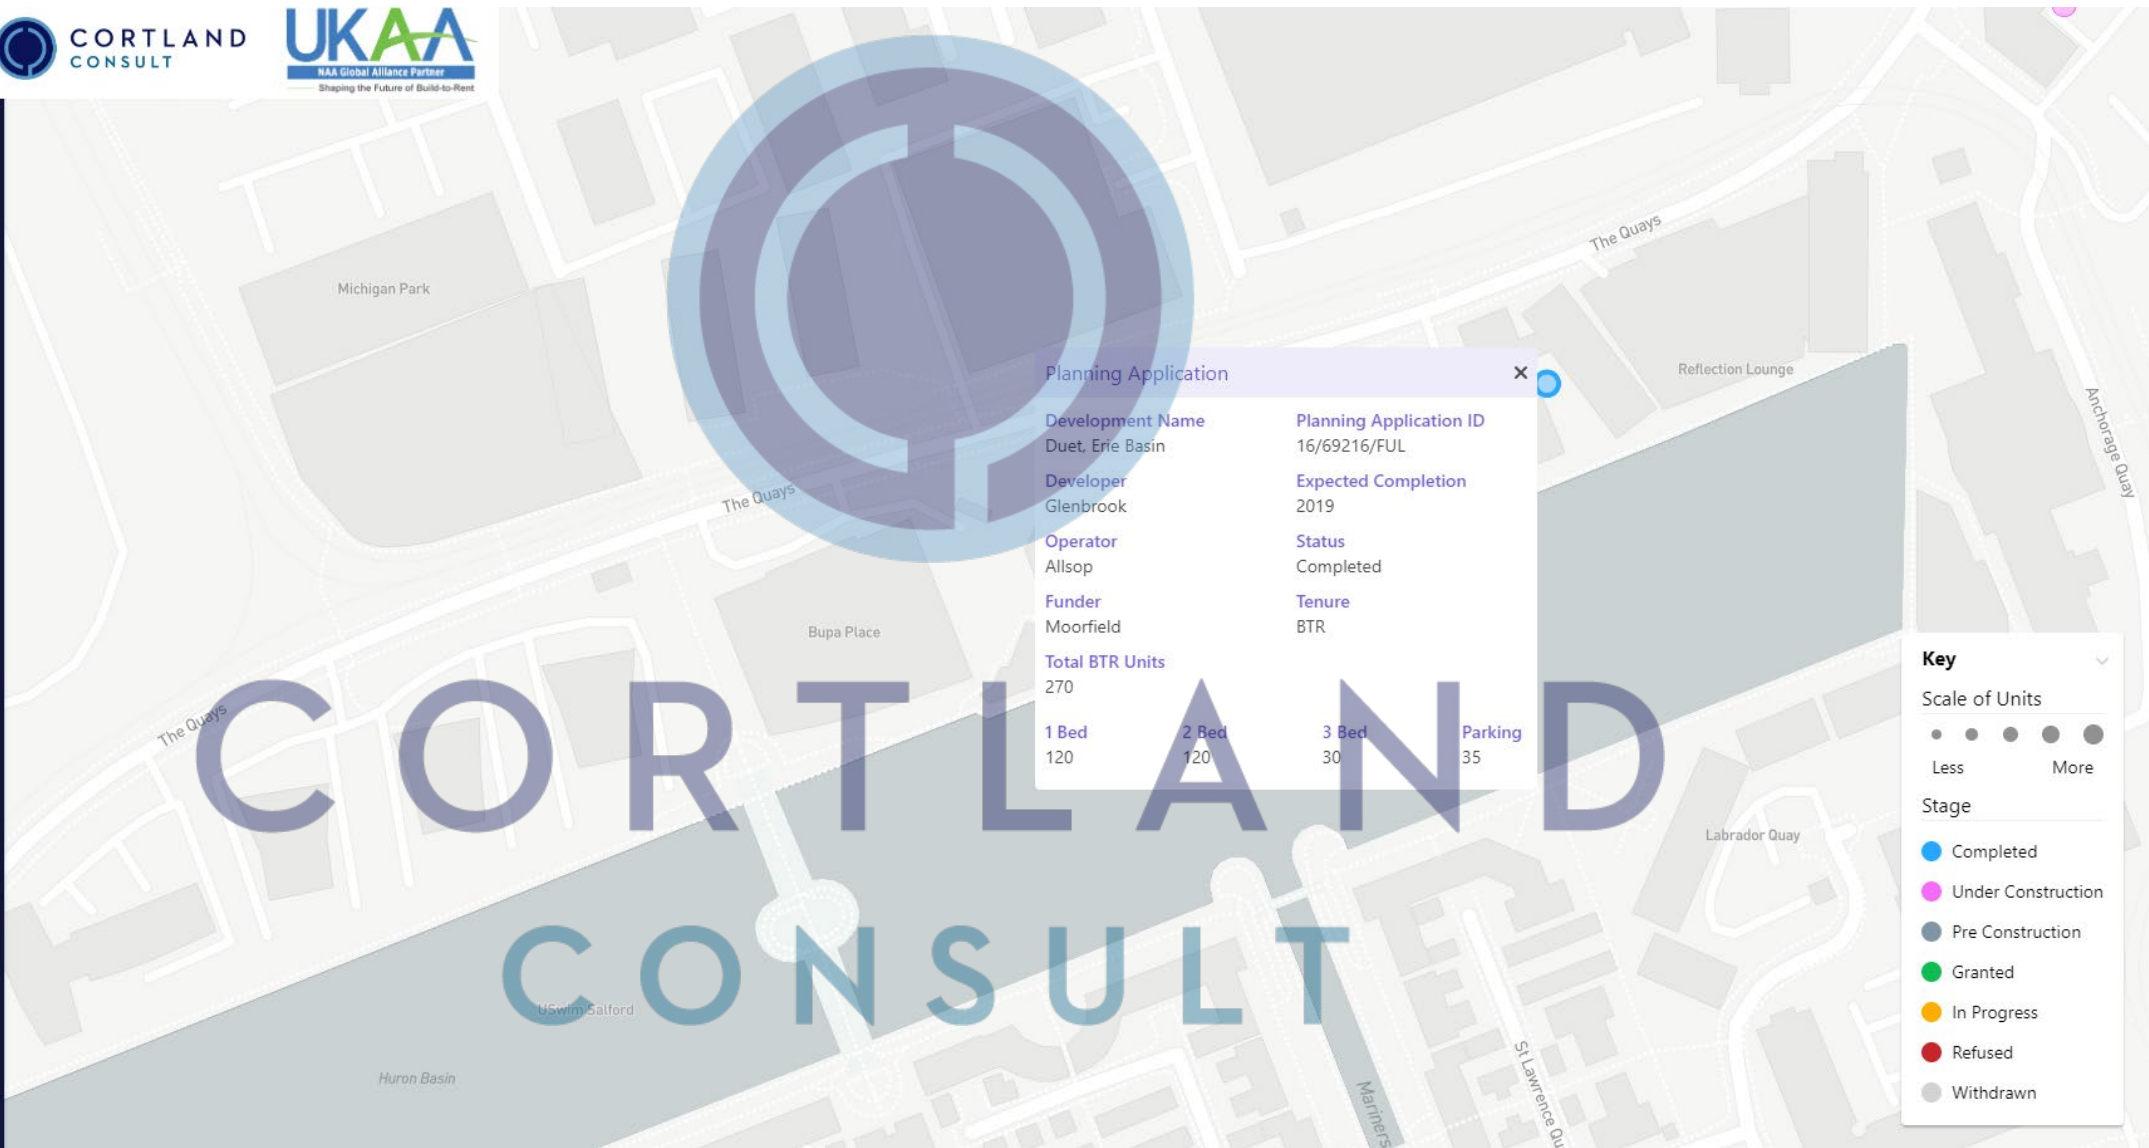 CORTLAND
CONSULT
UKAA
NAA Global Alliance Partner
Shaping the Future of Build-to-Rent
The Quays
Michigan Park
Reflection Lounge
Anchorage Quay
Planning Application ×
Development Name Planning Application ID
Duet, Erie Basin 16/69216/FUL
Developer Expected Completion
Glenbrook 2019
Operator Status
Allsop Completed
Funder Tenure
Moorfield BTR
Total BTR Units
270
1 Bed 2 Bed 3 Bed Parking
120 120 30 35
The Quays
Bupa Place
The Quays
CORTLAND
CONSULT
Labrador Quay
USwim Salford
Huron Basin
Mariners
St Lawrence Qu
Key
Scale of Units
Less More
Stage
Completed
Under Construction
Pre Construction
Granted
In Progress
Refused
Withdrawn